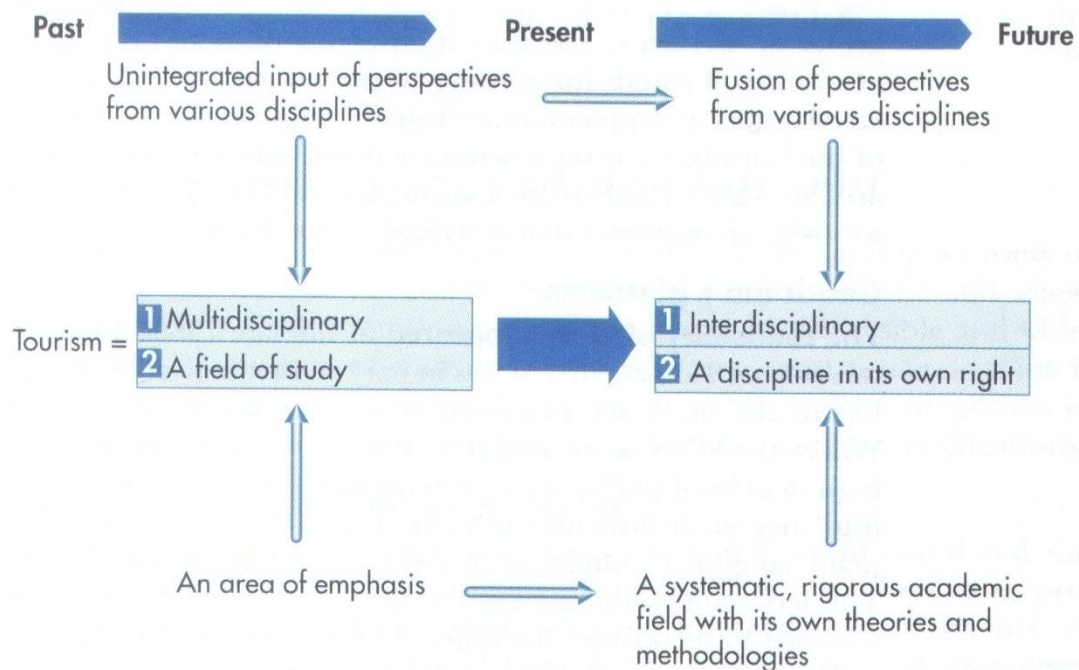 Past Present Future
Unintegrated input of perspectives
from various disciplines
Fusion of perspectives
from various disciplines
Tourism =
1 Multidisciplinary
2 A field of study
1 Interdisciplinary
2 A discipline in its own right
An area of emphasis
A systematic, rigorous academic
field with its own theories and
methodologies